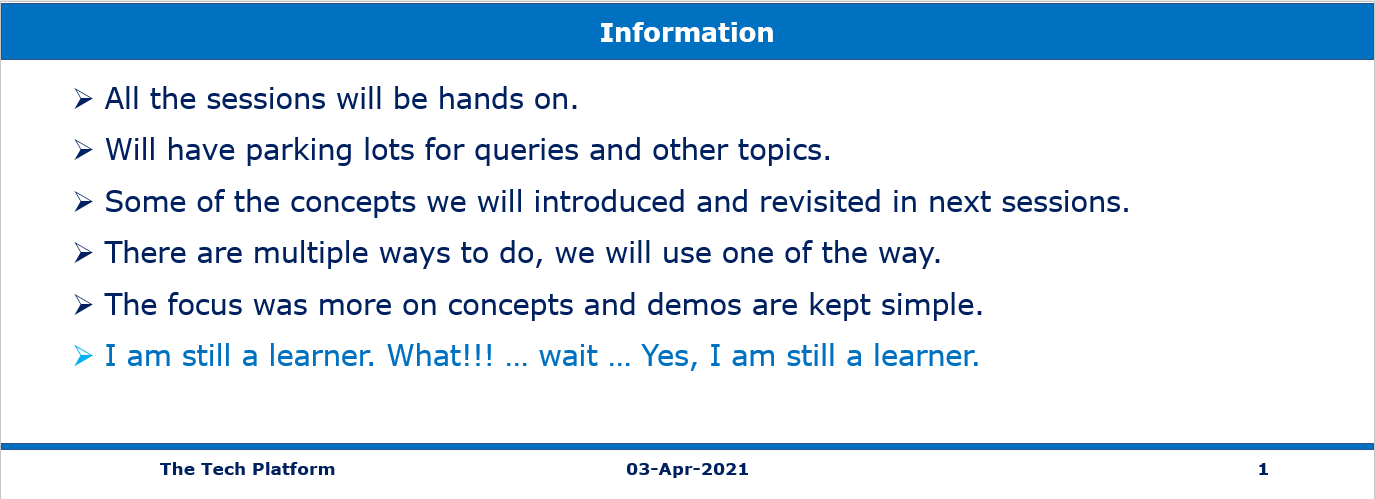 Information
➢ All the sessions will be hands on.
➢ Will have parking lots for queries and other topics.
➢ Some of the concepts we will introduced and revisited in next sessions.
➢ There are multiple ways to do, we will use one of the way.
➢ The focus was more on concepts and demos are kept simple.
➢ I am still a learner. What!!! … wait … Yes, I am still a learner.
The Tech Platform 03-Apr-2021 1